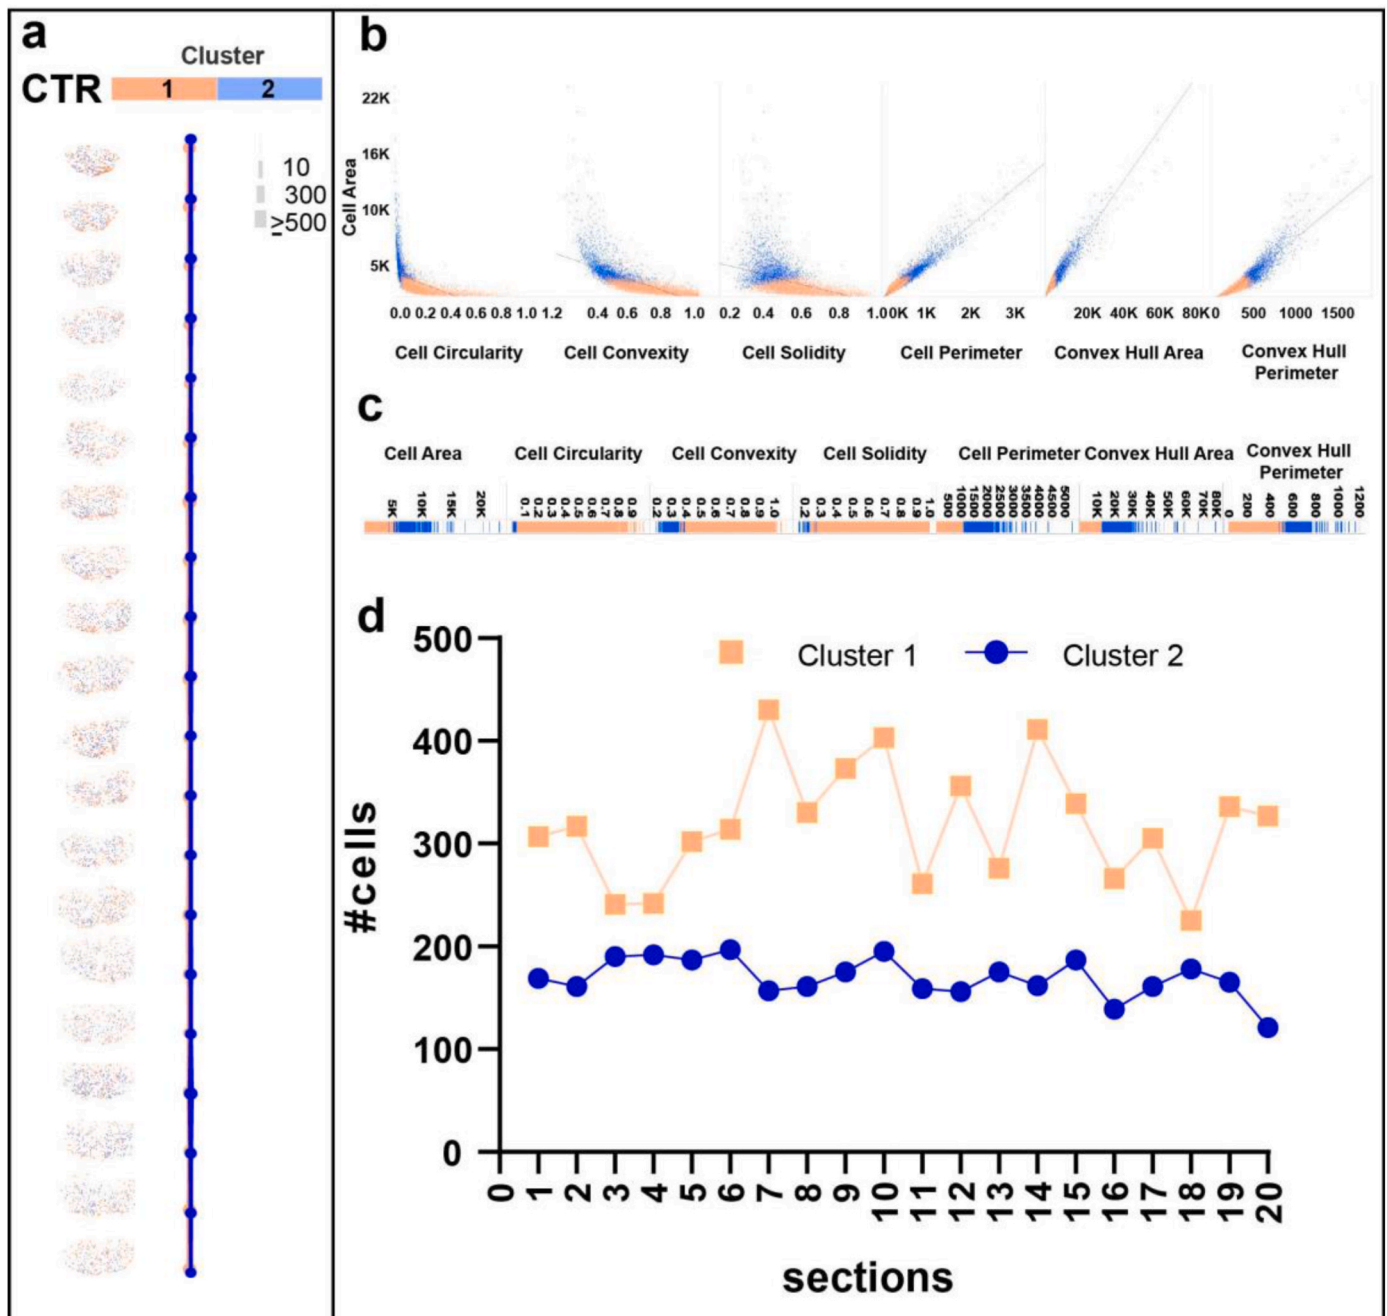 a
Cluster
CTR 1 2
10
300
≥500
b
Cell Area
22K
16K
10K
5K
0.0 0.2 0.4 0.6 0.8 1.0 1.2
0.4 0.6 0.8 1.0
0.2 0.4 0.6 0.8 1.0
0K 1K 2K 3K
20K 40K 60K 80K
0 500 1000 1500
Cell Circularity
Cell Convexity
Cell Solidity
Cell Perimeter
Convex Hull Area
Convex Hull
Perimeter
c
Cell Area
5K 10K 15K 20K
Cell Circularity
0.1 0.2 0.3 0.4 0.5 0.6 0.7 0.8 0.9
Cell Convexity
0.2 0.3 0.4 0.5 0.6 0.7 0.8 0.9 1.0
Cell Solidity
0.2 0.3 0.4 0.5 0.6 0.7 0.8 0.9 1.0
Cell Perimeter
500 1000 1500 2000 2500 3000 3500 4000 4500 5000
Convex Hull Area
10K 20K 30K 40K 50K 60K 70K 80K
Convex Hull
Perimeter
0 200 400 600 800 1000 1200
d
Cluster 1
Cluster 2
#cells
500
400
300
200
100
0
0 1 2 3 4 5 6 7 8 9 10 11 12 13 14 15 16 17 18 19 20
sections